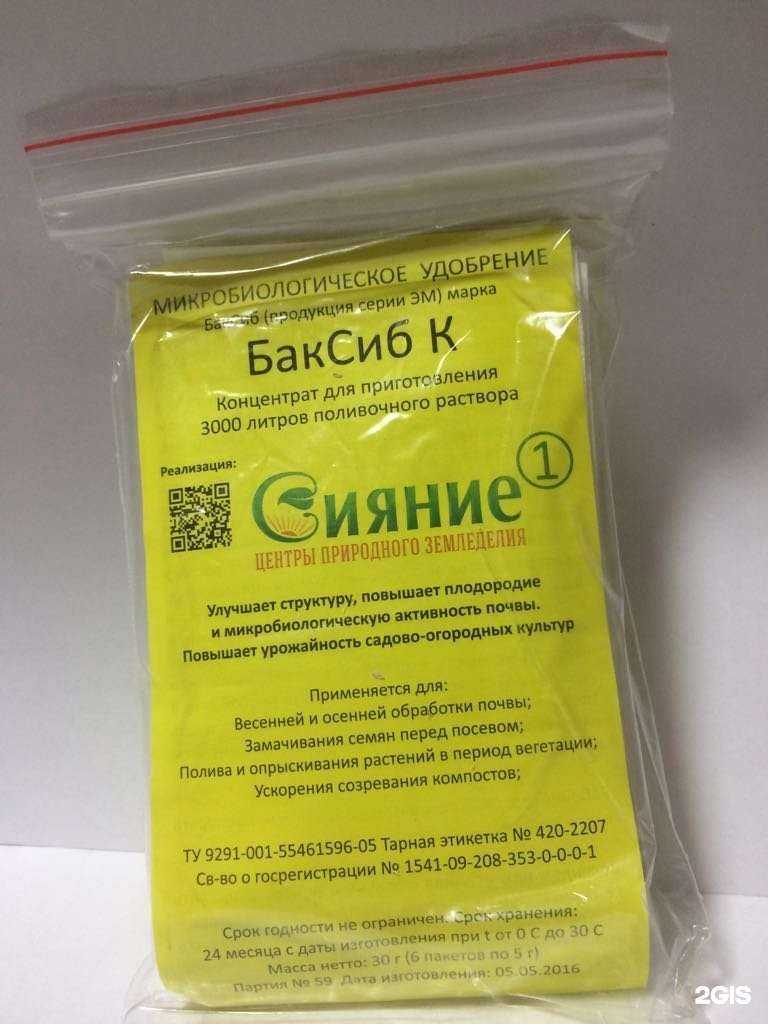 МИКРОБИОЛОГИЧЕСКОЕ УДОБРЕНИЕ
БакСиб (продукция серии ЭМ) марка
БакСиб К
Концентрат для приготовления
3000 литров поливочного раствора
Реализация:
Сияние 1
ЦЕНТРЫ ПРИРОДНОГО ЗЕМЛЕДЕЛИЯ
Улучшает структуру, повышает плодородие
и микробиологическую активность почвы.
Повышает урожайность садово-огородных культур
Применяется для:
Весенней и осенней обработки почвы;
Замачивания семян перед посевом;
Полива и опрыскивания растений в период вегетации;
Ускорения созревания компостов;
ТУ 9291-001-55461596-05 Тарная этикетка № 420-2207
Св-во о госрегистрации № 1541-09-208-353-0-0-0-1
Срок годности не ограничен. Срок хранения:
24 месяца с даты изготовления при t от 0 С до 30 С
Масса нетто: 30 г (6 пакетов по 5 г)
Партия № 59 Дата изготовления: 05.05.2016
2GIS